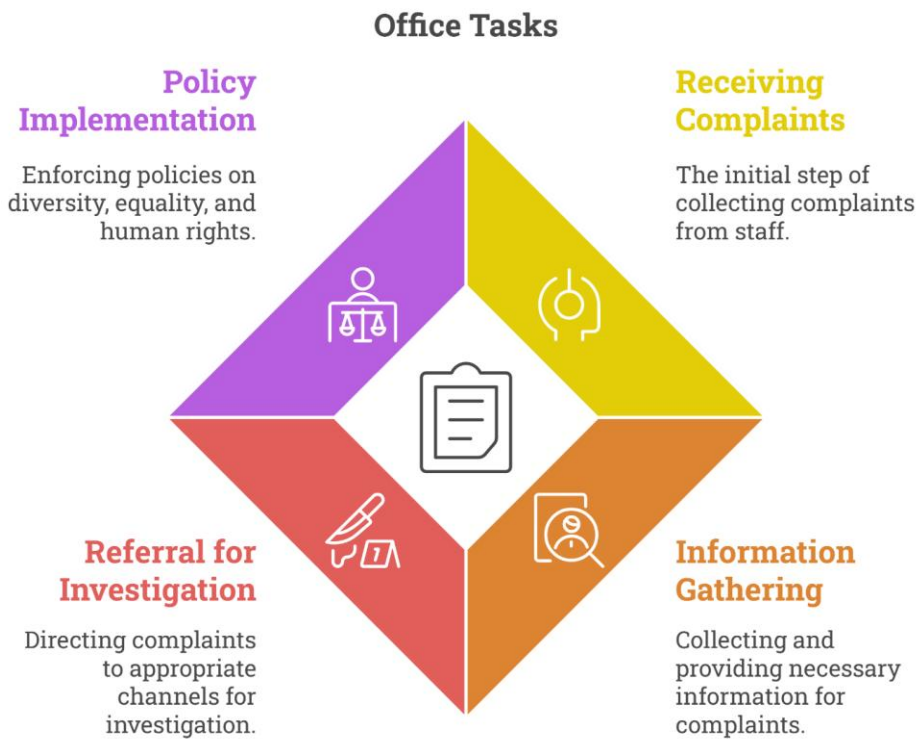 Office Tasks
Policy
Implementation
Enforcing policies on
diversity, equality, and
human rights.
Receiving
Complaints
The initial step of
collecting complaints
from staff.
1
Referral for
Investigation
Directing complaints
to appropriate
channels for
investigation.
Information
Gathering
Collecting and
providing necessary
information for
complaints.